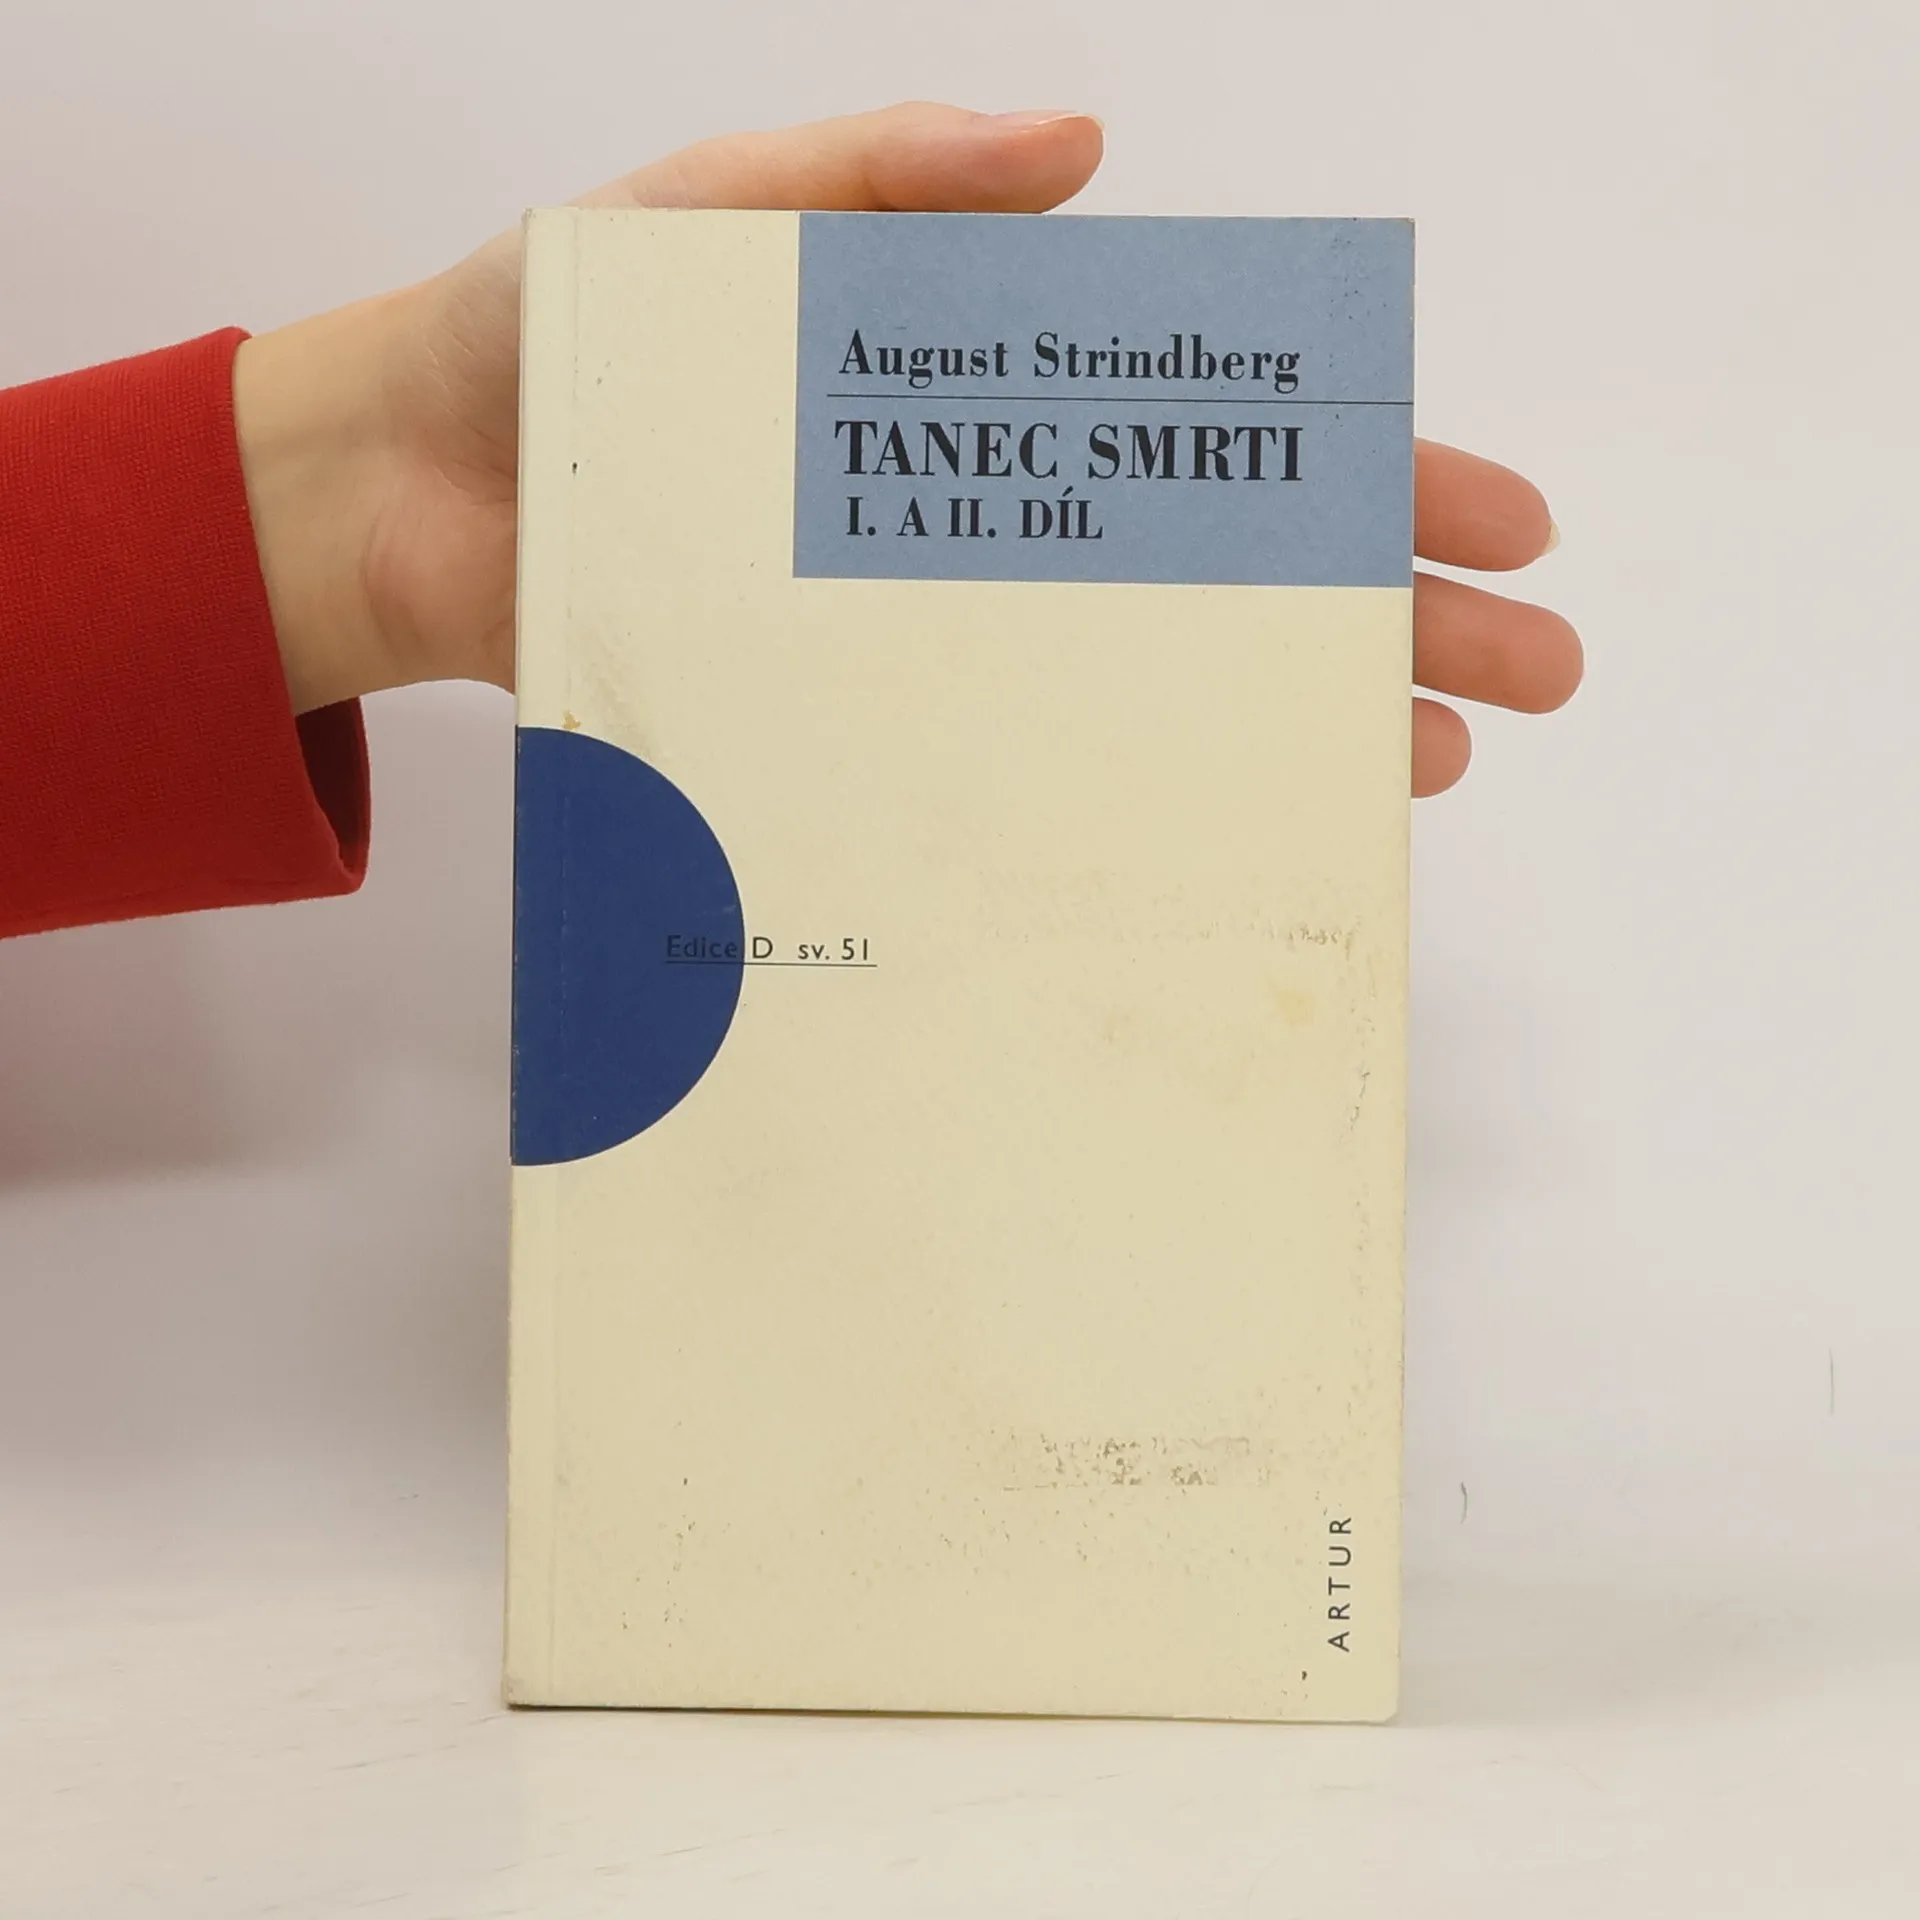 August Strindberg
TANEC SMRTI
I. A II. DÍL
Edice D sv. 51
ARTUR